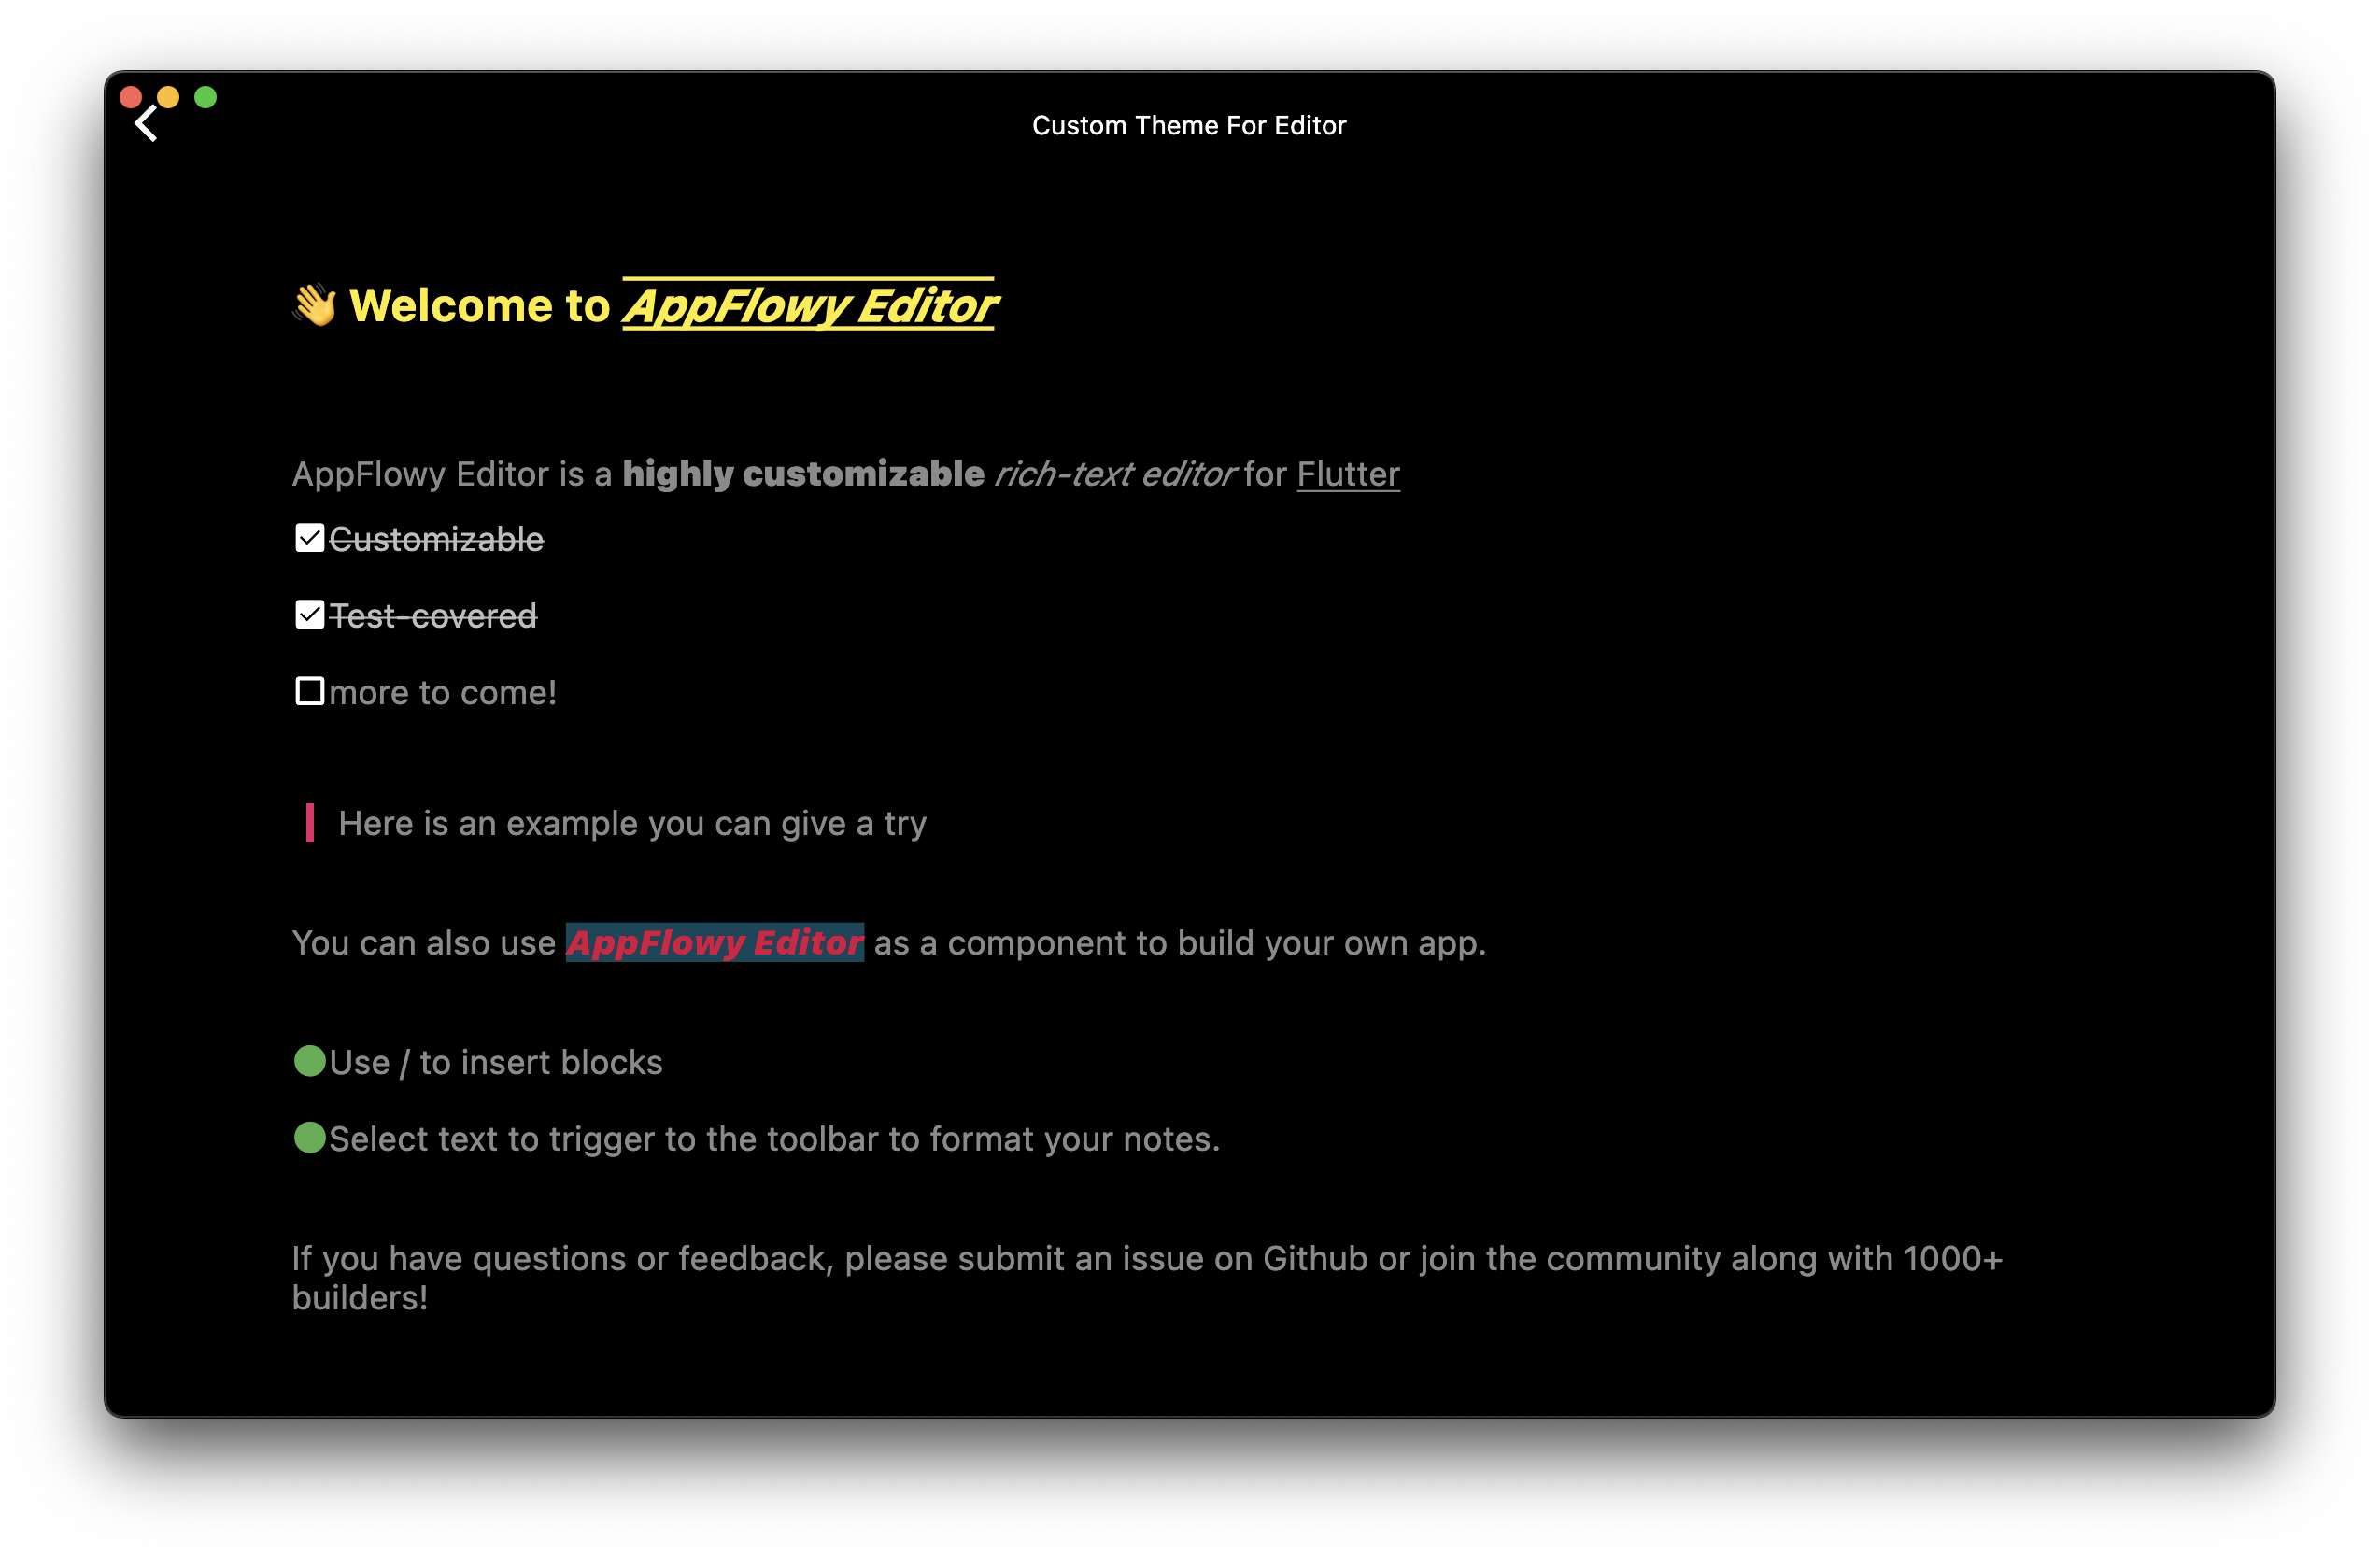 Custom Theme For Editor
👋 Welcome to AppFlowy Editor
AppFlowy Editor is a highly customizable rich-text editor for Flutter
Customizable
Test-covered
more to come!
Here is an example you can give a try
You can also use AppFlowy Editor as a component to build your own app.
Use / to insert blocks
Select text to trigger to the toolbar to format your notes.
If you have questions or feedback, please submit an issue on Github or join the community along with 1000+
builders!